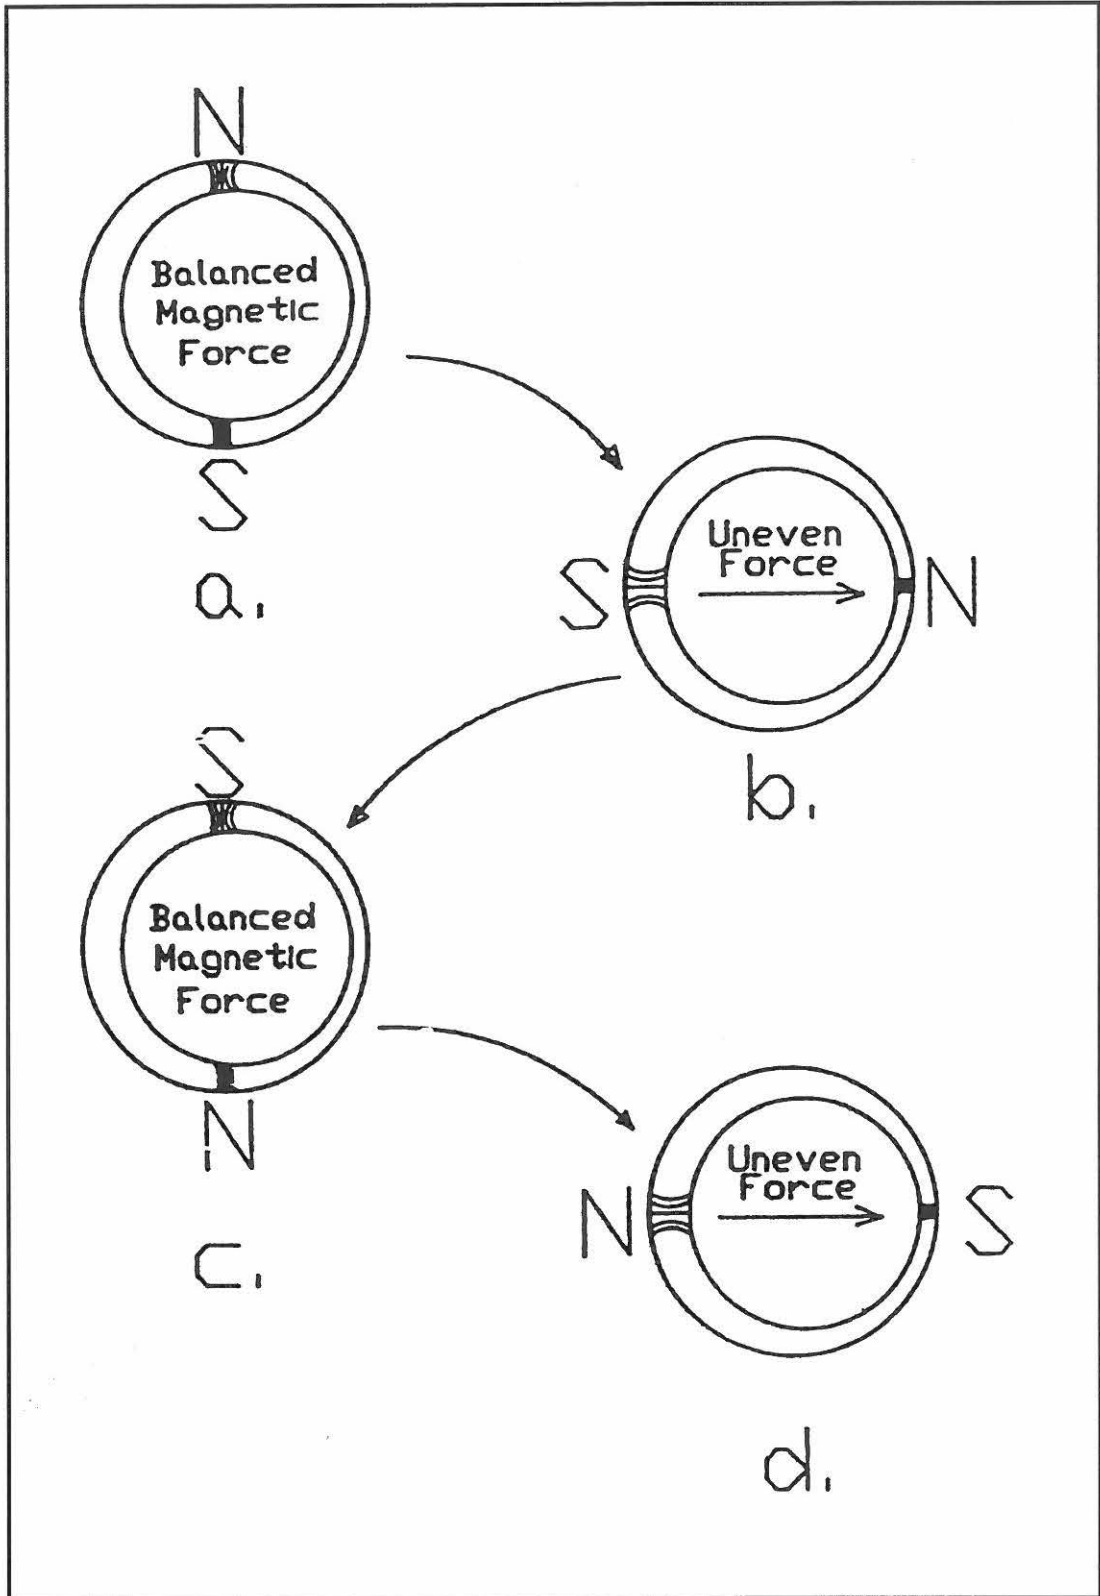 N
Balanced
Magnetic
Force
S
a.
Uneven
Force
S
N
b.
S
Balanced
Magnetic
Force
N
c.
Uneven
Force
N
S
d.